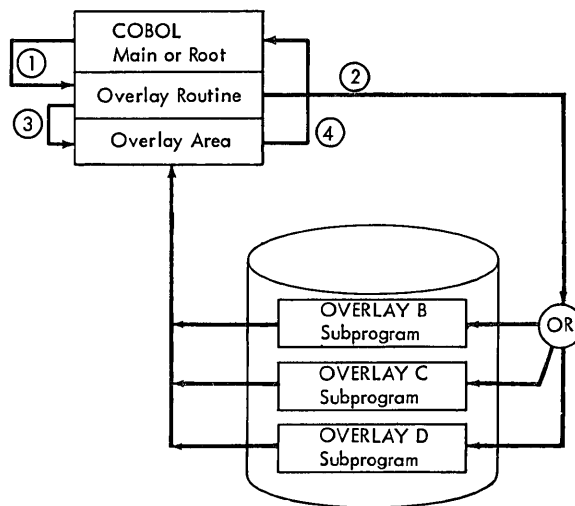 COBOL
Main or Root
1
2
Overlay Routine
3
Overlay Area
4
OVERLAY B
Subprogram
OR
OVERLAY C
Subprogram
OVERLAY D
Subprogram